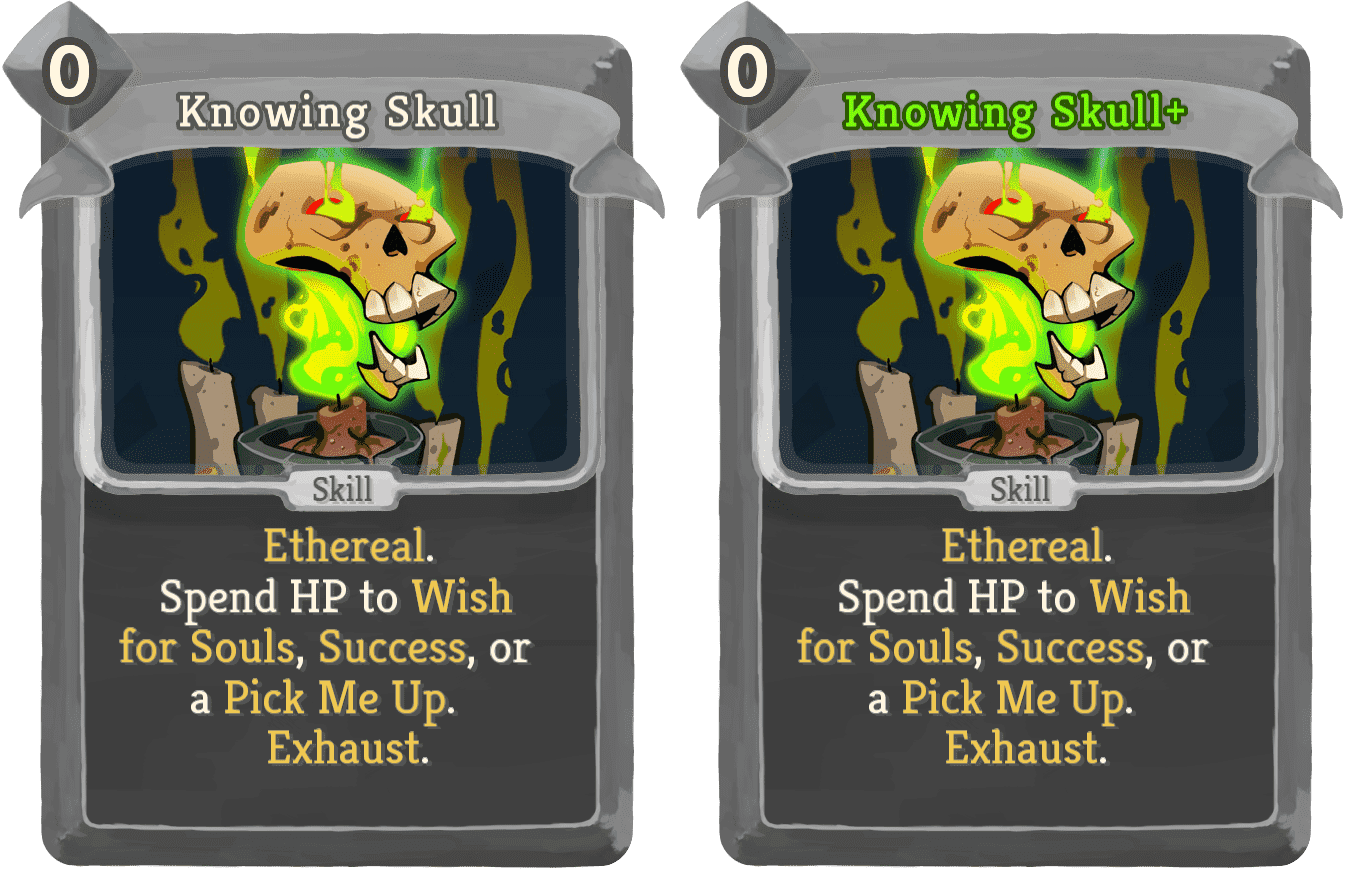 0
Knowing Skull
Skill
Ethereal.
Spend HP to Wish
for Souls, Success, or
a Pick Me Up.
Exhaust.
0
Knowing Skull+
Skill
Ethereal.
Spend HP to Wish
for Souls, Success, or
a Pick Me Up.
Exhaust.